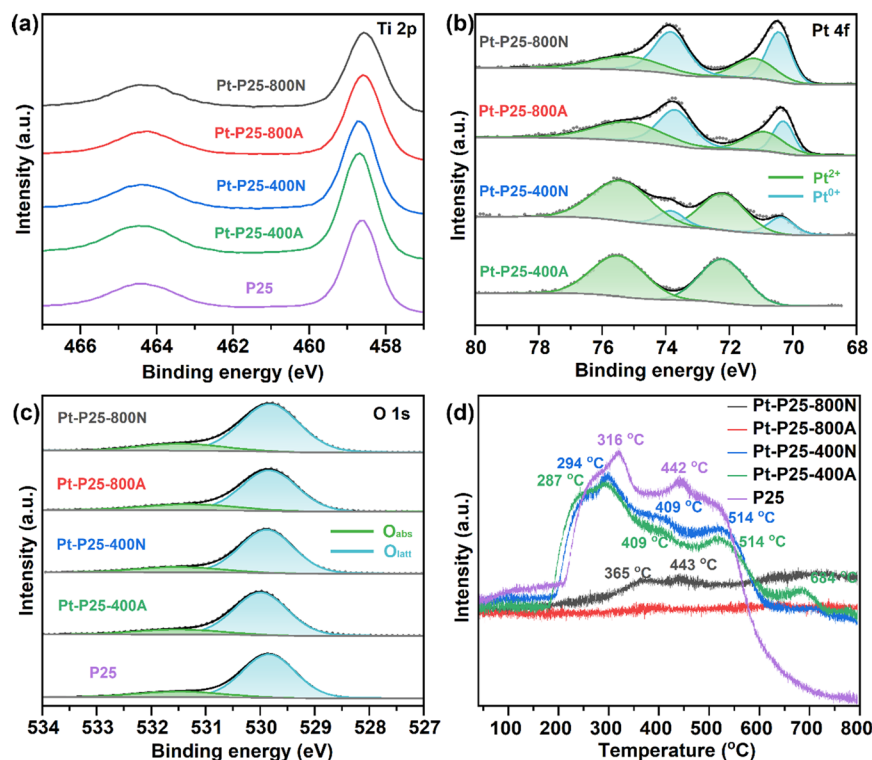 (a)
Ti 2p
Pt-P25-800N
Pt-P25-800A
Pt-P25-400N
Pt-P25-400A
P25
Intensity (a.u.)
466 464 462 460 458
Binding energy (eV)
(b)
Pt 4f
Pt-P25-800N
Pt-P25-800A
Pt-P25-400N
Pt²⁺
Pt⁰⁺
Pt-P25-400A
Intensity (a.u.)
80 78 76 74 72 70 68
Binding energy (eV)
(c)
O 1s
Pt-P25-800N
Pt-P25-800A
Pt-P25-400N
Oabs
Olatt
Pt-P25-400A
P25
Intensity (a.u.)
534 533 532 531 530 529 528 527
Binding energy (eV)
(d)
Pt-P25-800N
Pt-P25-800A
Pt-P25-400N
Pt-P25-400A
P25
316 °C
294 °C
287 °C
442 °C
409 °C
514 °C
409 °C
514 °C
365 °C
443 °C
684 °C
Intensity (a.u.)
100 200 300 400 500 600 700 800
Temperature (°C)